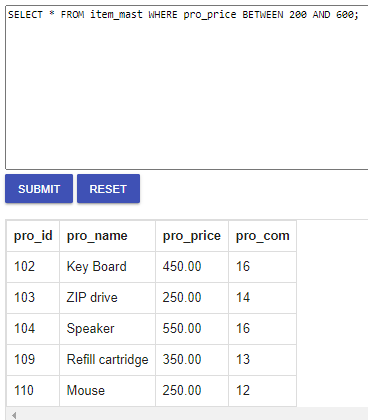 SELECT * FROM item_mast WHERE pro_price BETWEEN 200 AND 600;
SUBMIT RESET
pro_id pro_name pro_price pro_com
102 Key Board 450.00 16
103 ZIP drive 250.00 14
104 Speaker 550.00 16
109 Refill cartridge 350.00 13
110 Mouse 250.00 12